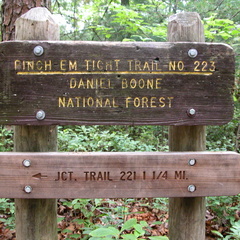 PINCH EM TIGHT TRAIL-NO 223
DANIEL BOONE
NATIONAL FOREST
← JCT. TRAIL 221 1 1/4 MI.